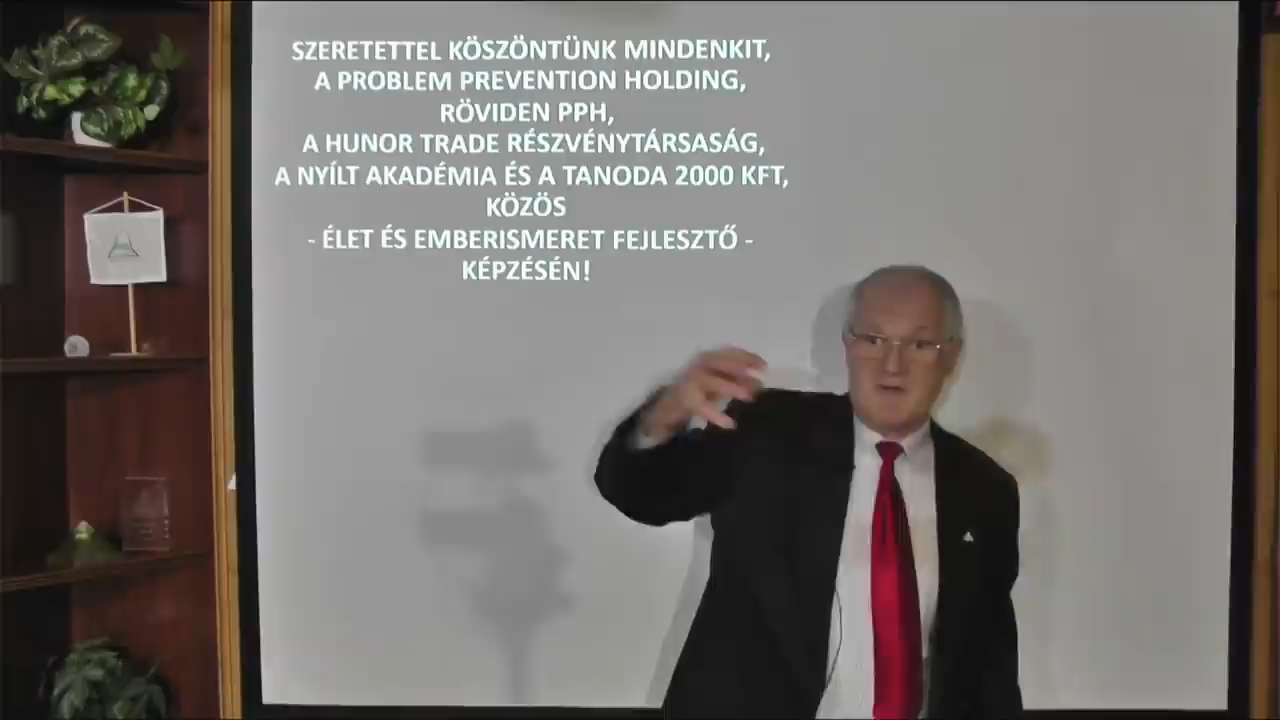 SZERETETTEL KÖSZÖNTÜNK MINDENKIT,
A PROBLEM PREVENTION HOLDING,
RÖVIDEN PPH,
A HUNOR TRADE RÉSZVÉNYTÁRSASÁG,
A NYÍLT AKADÉMIA ÉS A TANODA 2000 KFT,
KÖZÖS
- ÉLET ÉS EMBERISMERET FEJLESZTŐ -
KÉPZÉSÉN!